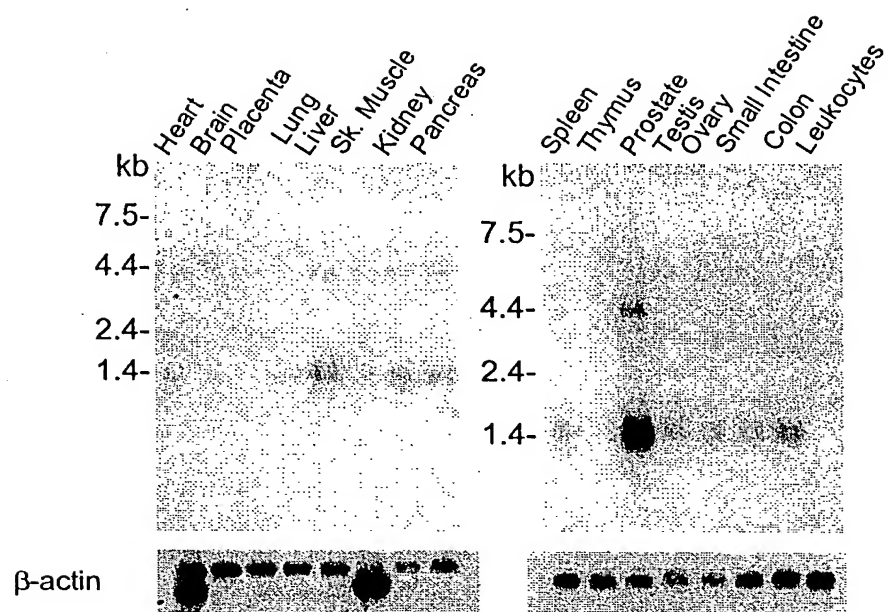 Heart
Brain
Placenta
Lung
Liver
Sk. Muscle
Kidney
Pancreas
kb
7.5-
4.4-
2.4-
1.4-
Spleen
Thymus
Prostate
Testis
Ovary
Small Intestine
Colon
Leukocytes
kb
7.5-
4.4-
2.4-
1.4-
β-actin